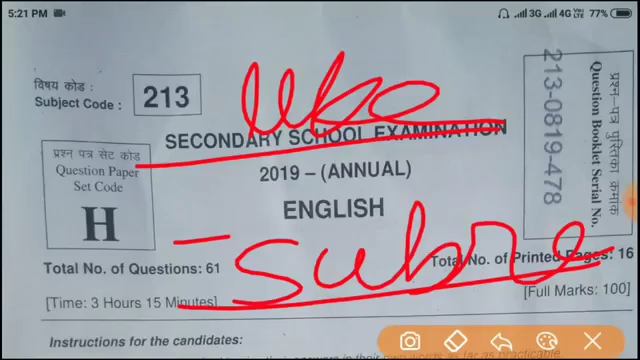 5:21 PM
3G 4G VoLTE 77%
विषय कोड :
Subject Code : 213
SECONDARY SCHOOL EXAMINATION
2019 – (ANNUAL)
ENGLISH
प्रश्न पत्र सेट कोड
Question Paper
Set Code
H
प्रश्न-पत्र पुस्तिका क्रमांक
Question Booklet Serial No.
213-0819-478
Total No. of Questions: 61
Total No. of Printed Pages: 16
[Time: 3 Hours 15 Minutes]
[Full Marks: 100]
Instructions for the candidates: